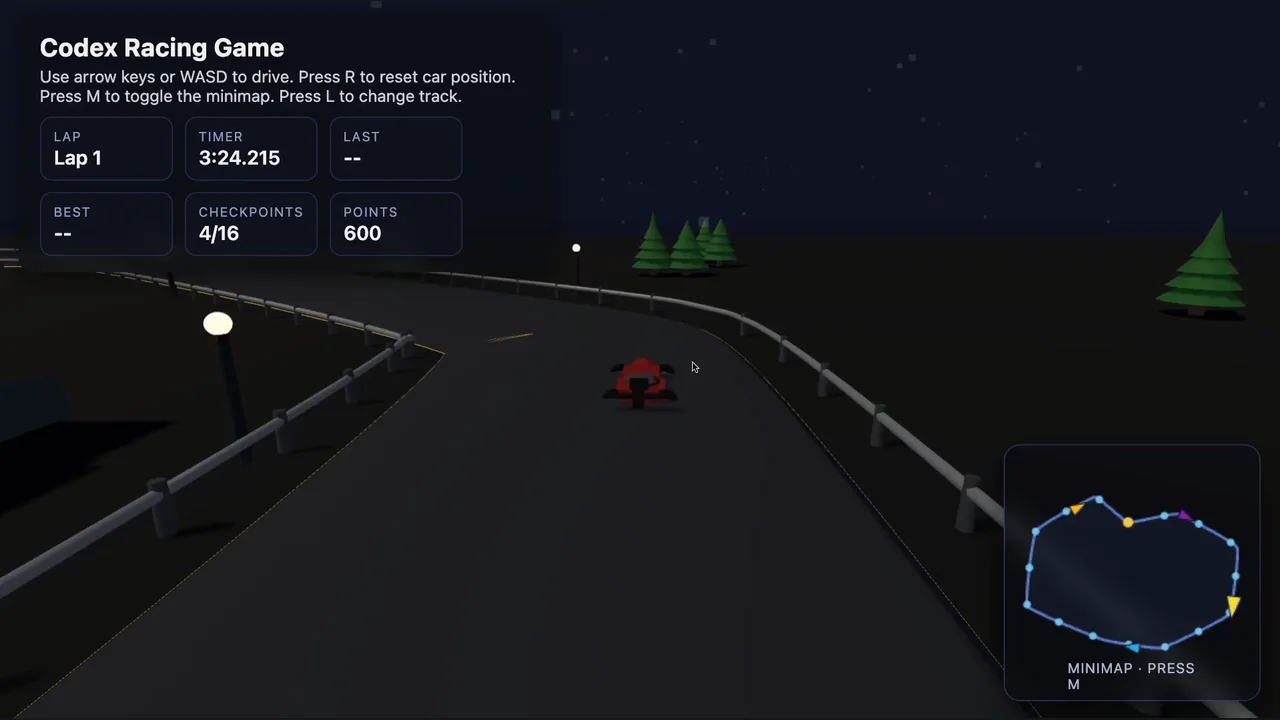 Codex Racing Game
Use arrow keys or WASD to drive. Press R to reset car position.
Press M to toggle the minimap. Press L to change track.
LAP
Lap 1
TIMER
3:24.215
LAST
--
BEST
--
CHECKPOINTS
4/16
POINTS
600
MINIMAP · PRESS
M